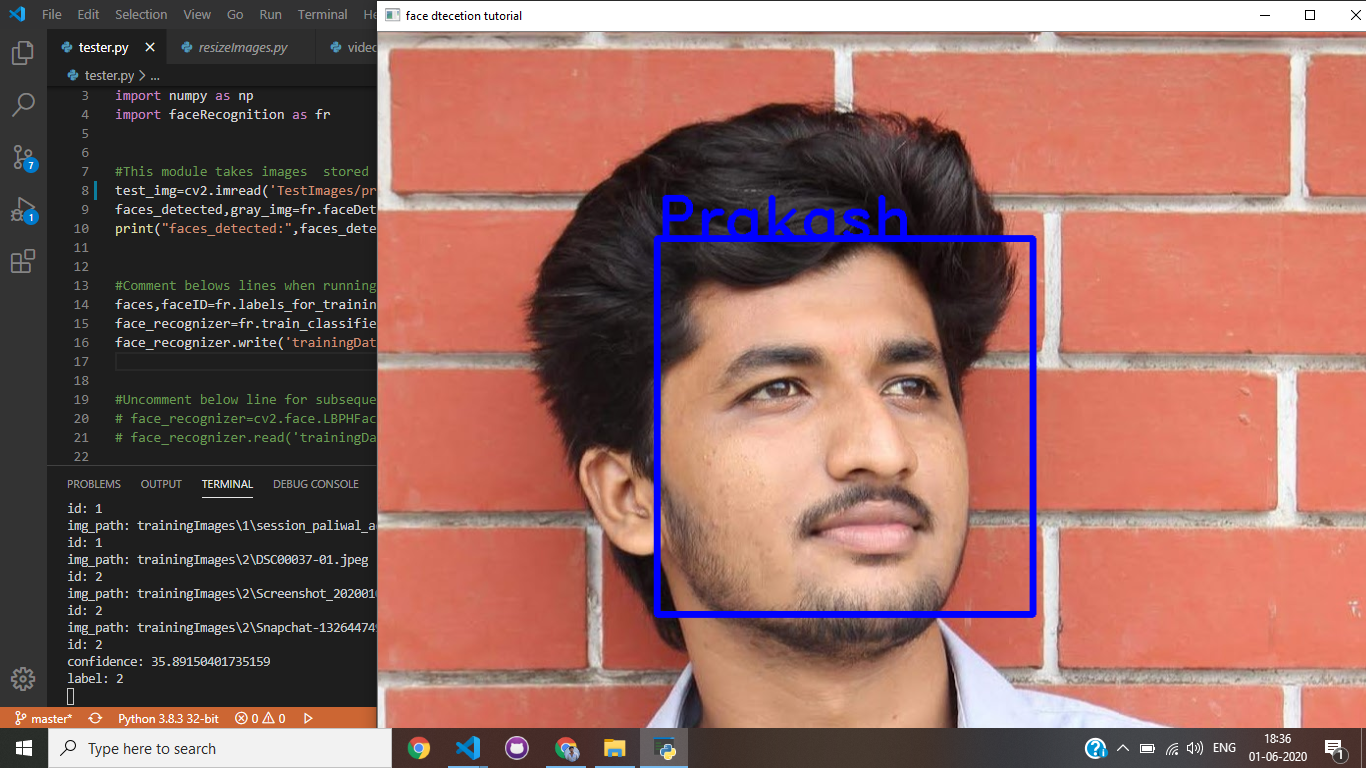 File Edit Selection View Go Run Terminal He
face dtecetion tutorial
tester.py
resizeImages.py
video
tester.py > ...
3 import numpy as np
4 import faceRecognition as fr
5
6
7 #This module takes images  stored
8 test_img=cv2.imread('TestImages/pr
9 faces_detected,gray_img=fr.faceDet
10 print("faces_detected:",faces_dete
11
12
13 #Comment belows lines when running
14 faces,faceID=fr.labels_for_trainin
15 face_recognizer=fr.train_classifie
16 face_recognizer.write('trainingDat
17
18
19 #Uncomment below line for subseque
20 # face_recognizer=cv2.face.LBPHFac
21 # face_recognizer.read('trainingDa
22
7
1
Prakash
PROBLEMS OUTPUT TERMINAL DEBUG CONSOLE
id: 1
img_path: trainingImages\1\session_paliwal_a
id: 1
img_path: trainingImages\2\DSC00037-01.jpeg
id: 2
img_path: trainingImages\2\Screenshot_2020010
id: 2
img_path: trainingImages\2\Snapchat-132644749
id: 2
confidence: 35.89150401735159
label: 2
master* Python 3.8.3 32-bit 0 0
Type here to search
ENG
18:36
01-06-2020
1